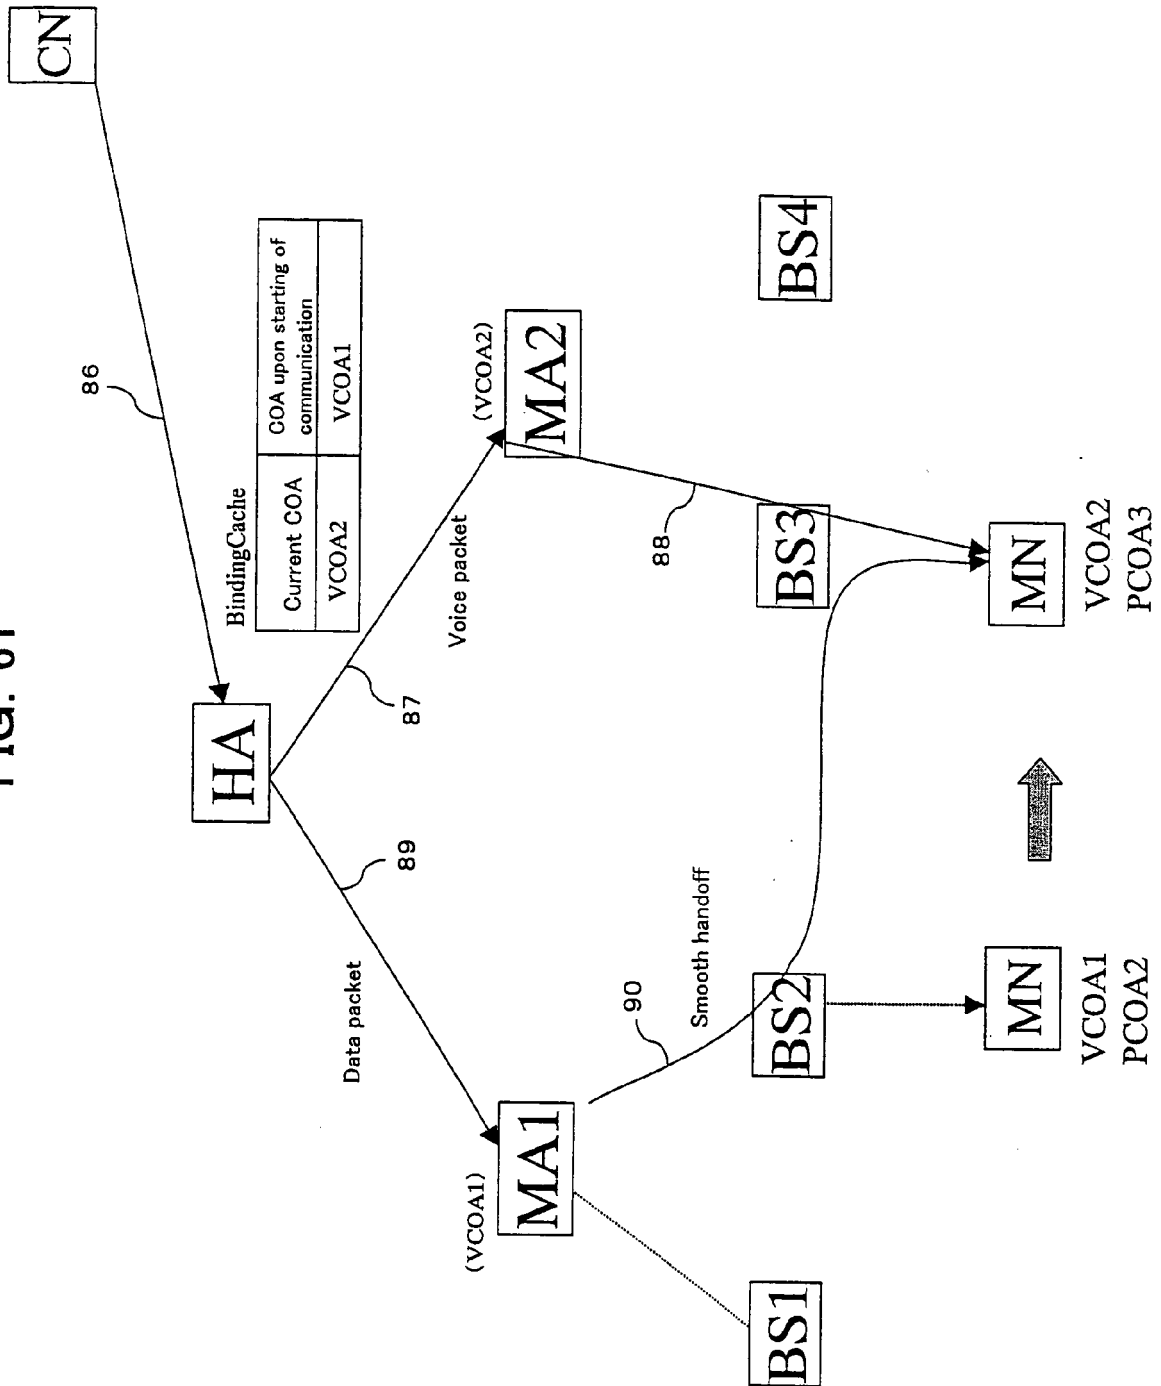 FIG.
CN
86
HA
BindingCache
Current COA
COA upon starting of
communication
VCOA2
VCOA1
89
87
Data packet
Voice packet
(VCOA1)
(VCOA2)
MA1
MA2
90
88
Smooth handoff
BS1
BS2
BS3
BS4
MN
MN
VCOA1
PCOA2
VCOA2
PCOA3